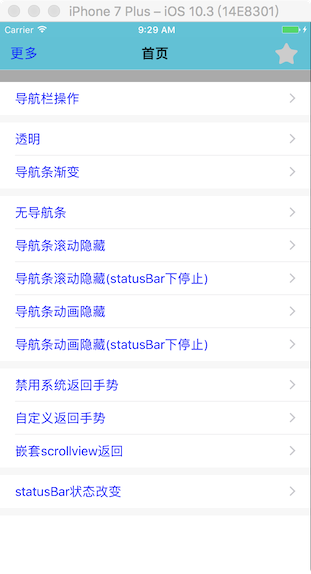 iPhone 7 Plus – iOS 10.3 (14E8301)
Carrier 9:29 AM
更多 首页
导航栏操作
透明
导航条渐变
无导航条
导航条滚动隐藏
导航条滚动隐藏(statusBar下停止)
导航条动画隐藏
导航条动画隐藏(statusBar下停止)
禁用系统返回手势
自定义返回手势
嵌套scrollview返回
statusBar状态改变